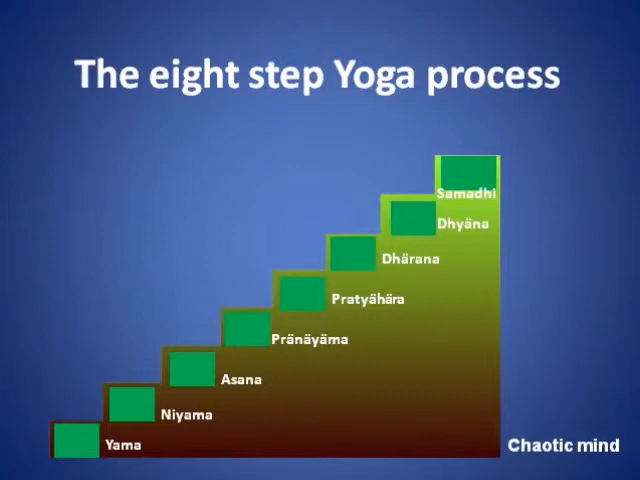 The eight step Yoga process
Samadhi
Dhyäna
Dhärana
Pratyähära
Pränäyäma
Asana
Niyama
Yama
Chaotic mind